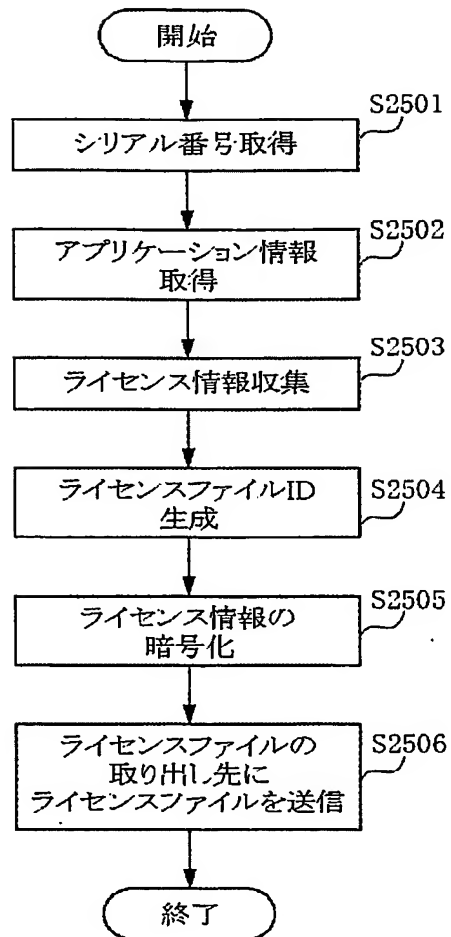 開始
S2501
シリアル番号取得
S2502
アプリケーション情報
取得
S2503
ライセンス情報収集
ライセンスファイルID
生成
S2504
ライセンス情報の
暗号化
S2505
ライセンスファイルの
取り出し先に
ライセンスファイルを送信
S2506
終了